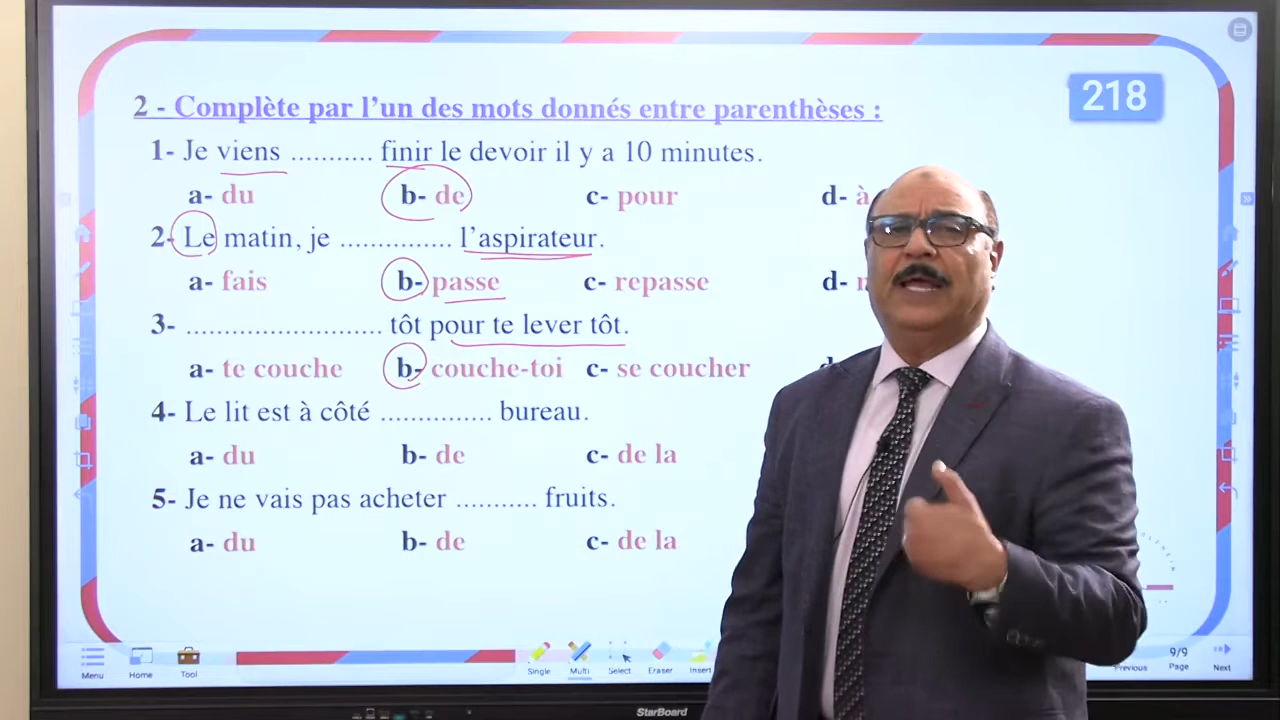 218
2 - Complète par l'un des mots donnés entre parenthèses :
1- Je viens ........... finir le devoir il y a 10 minutes.
a- du b- de c- pour d- à
2- Le matin, je ............... l'aspirateur.
a- fais b- passe c- repasse d-
3- .......................... tôt pour te lever tôt.
a- te couche b- couche-toi c- se coucher
4- Le lit est à côté ............... bureau.
a- du b- de c- de la
5- Je ne vais pas acheter ........... fruits.
a- du b- de c- de la
Menu Home Tool Single Multi Select Eraser Insert Previous 9/9 Page Next
StarBoard